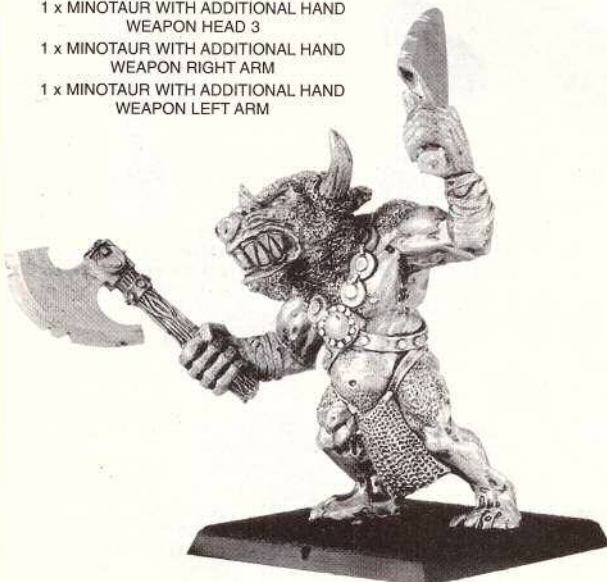 1 x MINOTAUR WITH ADDITIONAL HAND
WEAPON HEAD 3
1 x MINOTAUR WITH ADDITIONAL HAND
WEAPON RIGHT ARM
1 x MINOTAUR WITH ADDITIONAL HAND
WEAPON LEFT ARM